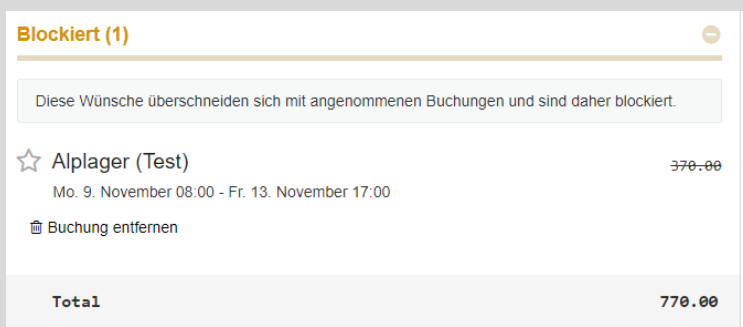 Blockiert (1)
Diese Wünsche überschneiden sich mit angenommenen Buchungen und sind daher blockiert.
Alplager (Test)
370.00
Mo. 9. November 08:00 - Fr. 13. November 17:00
Buchung entfernen
Total
770.00